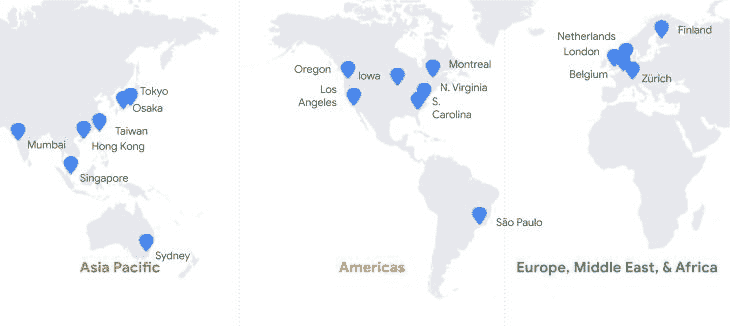 Tokyo
Osaka
Taiwan
Mumbai
Hong Kong
Singapore
Sydney
Asia Pacific
Oregon
Iowa
Montreal
Los
Angeles
N. Virginia
S.
Carolina
São Paulo
Americas
Netherlands
Finland
London
Belgium
Zürich
Europe, Middle East, & Africa